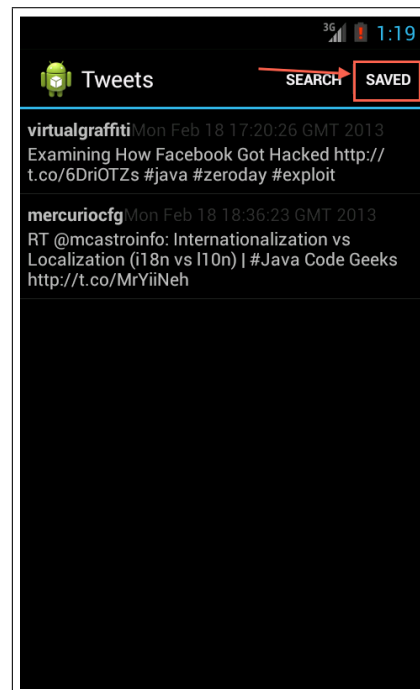 3G 1:19
Tweets SEARCH SAVED
virtualgraffitiMon Feb 18 17:20:26 GMT 2013
Examining How Facebook Got Hacked http://
t.co/6DriOTZs #java #zeroday #exploit
mercuriocfgMon Feb 18 18:36:23 GMT 2013
RT @mcastroinfo: Internationalization vs
Localization (i18n vs l10n) | #Java Code Geeks
http://t.co/MrYiiNeh